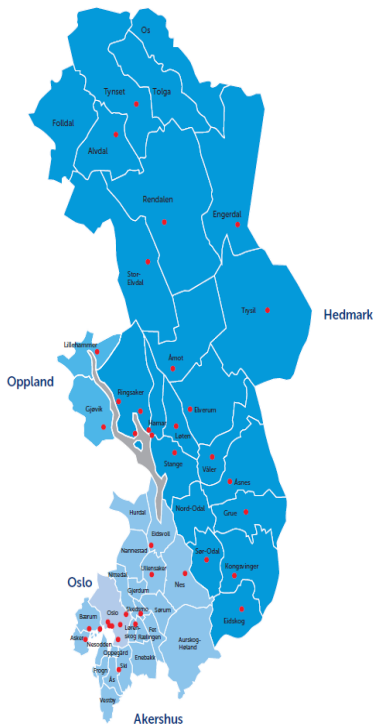 Os
Tynset
Tolga
Folldal
Alvdal
Rendalen
Engerdal
Stor-
Elvdal
Trysil
Hedmark
Lillehammer
Åmot
Oppland
Ringsaker
Gjøvik
Elverum
Hamar
Løten
Stange
Våler
Åsnes
Hurdal
Nord-Odal
Grue
Eidsvoll
Nannestad
Sør-Odal
Ullensaker
Kongsvinger
Nittedal
Nes
Oslo
Gjerdrum
Eidskog
Bærum
Oslo
Skedsmo
Sørum
Asker
Løren-
skog
Fet
Nesodden
Rælingen
Aurskog-
Høland
Oppegård
Enebakk
Ski
Frogn
Ås
Vestby
Akershus